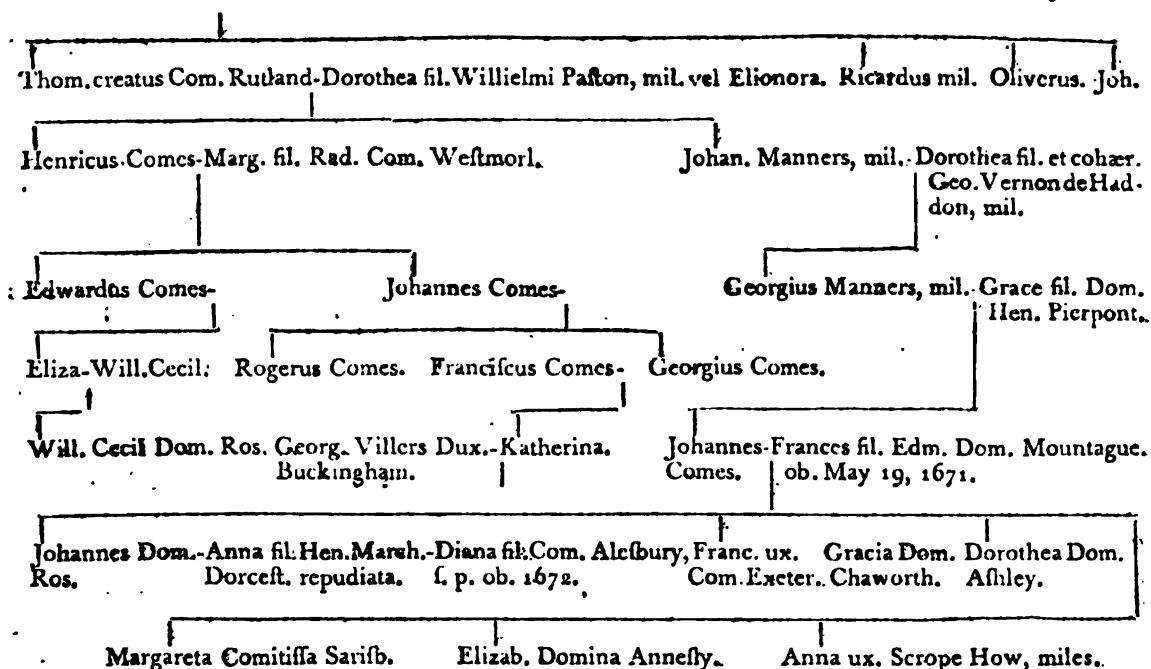 Thom. creatus Com. Rutland-Dorothea fil. Willielmi Paſton, mil. vel Elionora. Ricardus mil. Oliverus. Joh.
Henricus Comes-Marg. fil. Rad. Com. Weſtmorl. Johan. Manners, mil. Dorothea fil. et cohær.
Geo. Vernon de Had-
don, mil.
Edwardus Comes- Johannes Comes- Georgius Manners, mil. Grace fil. Dom.
Hen. Pierpont.
Eliza-Will. Cecil. Rogerus Comes. Franciſcus Comes- Georgius Comes.
Will. Cecil Dom. Ros. Georg. Villers Dux.-Katherina. Johannes-Frances fil. Edm. Dom. Mountague.
Buckingham. Comes. ob. May 19, 1671.
Johannes Dom.-Anna fil. Hen. March.-Diana fil. Com. Aleſbury, Franc. ux. Gracia Dom. Dorothea Dom.
Ros. Dorceſt. repudiata. ſ. p. ob. 1672. Com. Exeter. Chaworth. Aſhley.
Margareta Comitiſſa Sariſb. Elizab. Domina Anneſly. Anna ux. Scrope How, miles.